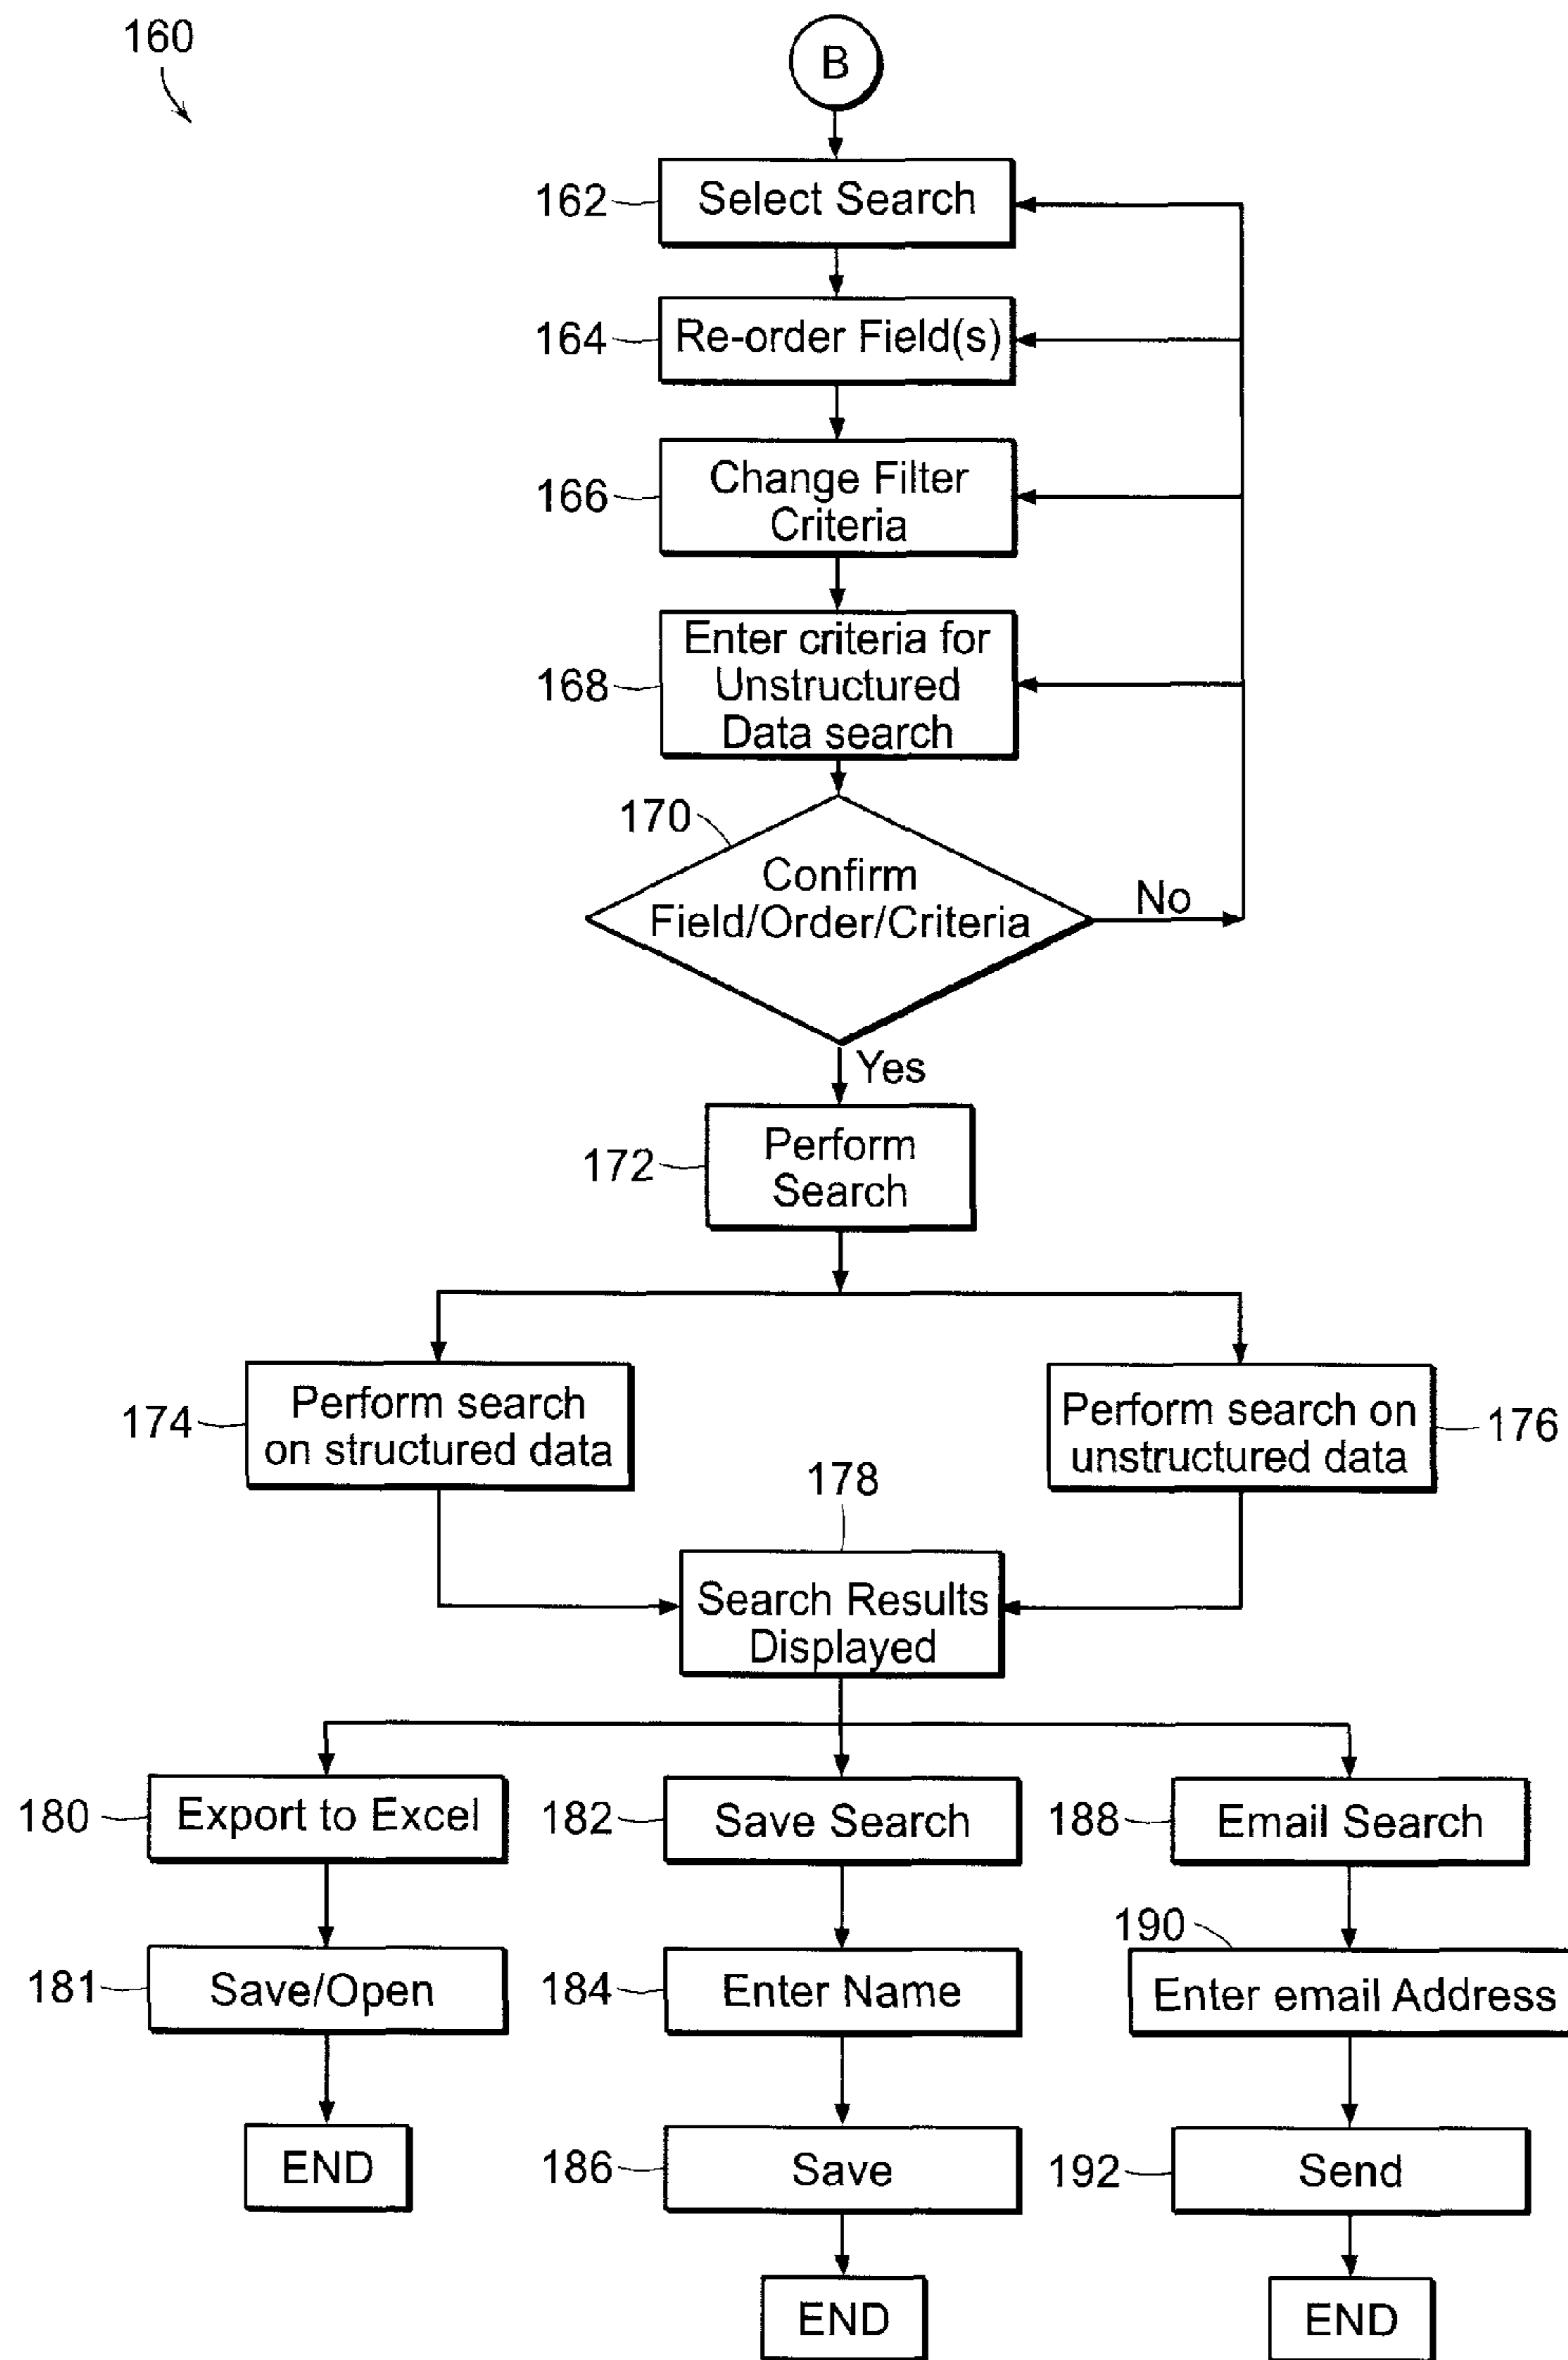 160
B
162
Select Search
164
Re-order Field(s)
166
Change Filter
Criteria
168
Enter criteria for
Unstructured
Data search
170
Confirm
Field/Order/Criteria
No
Yes
172
Perform
Search
174
Perform search
on structured data
Perform search on
unstructured data
176
178
Search Results
Displayed
180
Export to Excel
182
Save Search
188
Email Search
181
Save/Open
184
Enter Name
190
Enter email Address
END
186
Save
192
Send
END
END